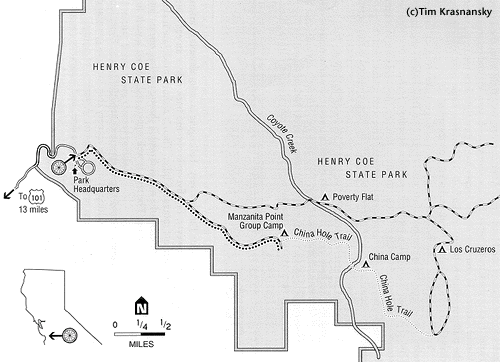 (c)Tim Krasnansky
HENRY COE
STATE PARK
Coyote Creek
HENRY COE
STATE PARK
Park
Headquarters
To 101
13 miles
Poverty Flat
Manzanita Point
Group Camp
China Hole Trail
Los Cruzeros
China Camp
China Hole Trail
N
0 1/4 1/2
MILES